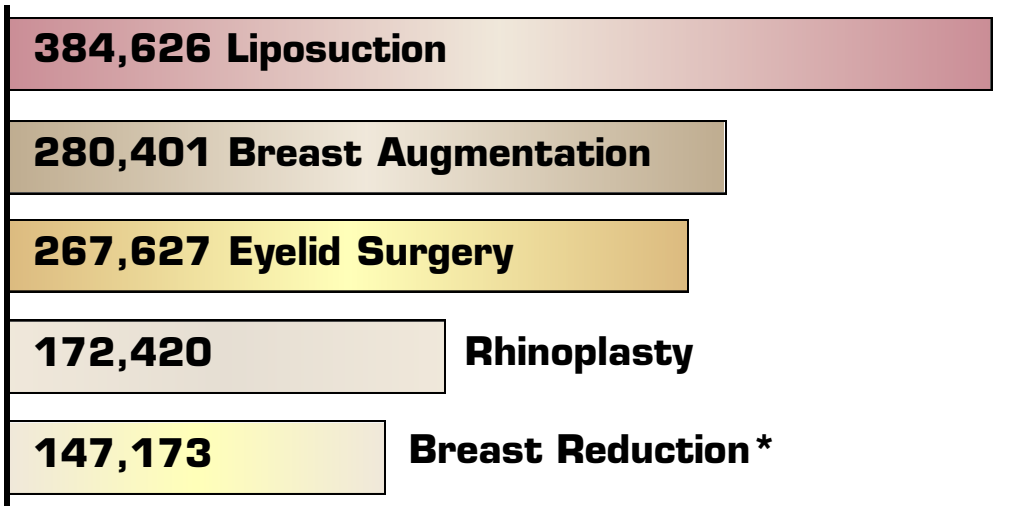 384,626 Liposuction
280,401 Breast Augmentation
267,627 Eyelid Surgery
172,420 Rhinoplasty
147,173 Breast Reduction*